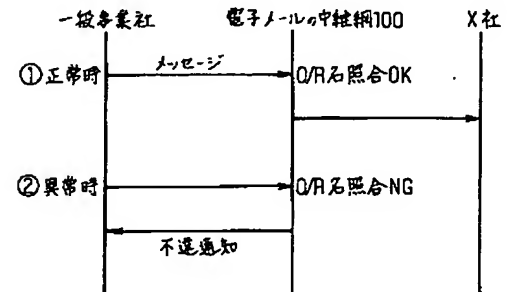 一般事業社 電子メールの中継網100 X社
メッセージ
①正常時 O/R名照合OK
②異常時 O/R名照合NG
不達通知